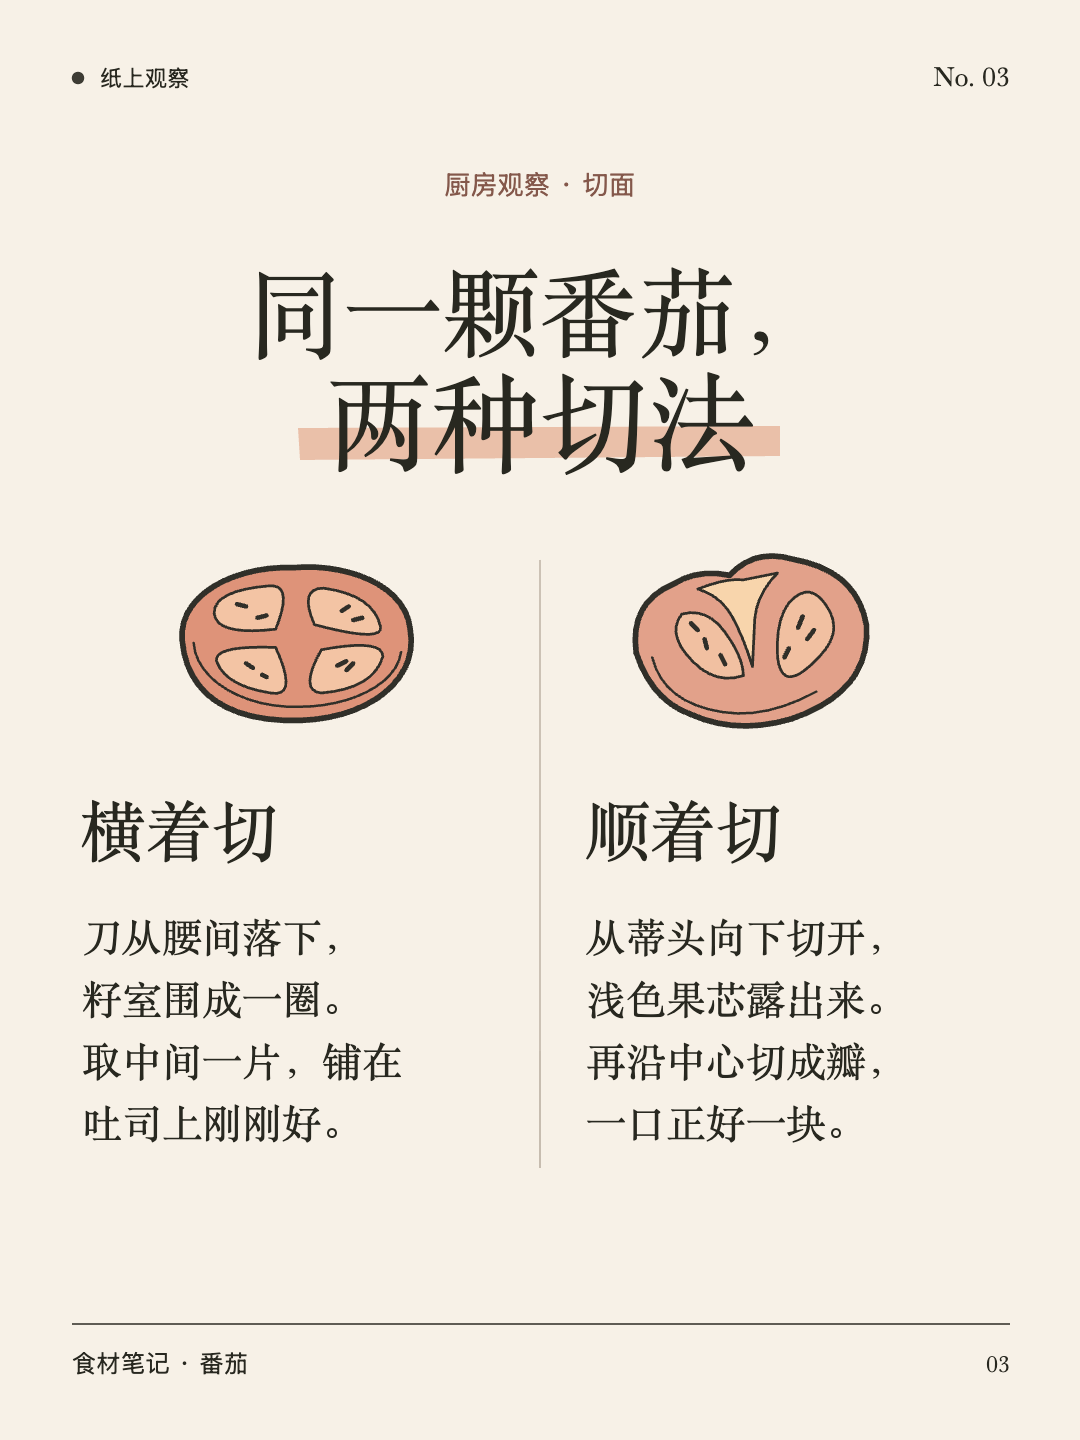 纸上观察
No. 03
厨房观察 · 切面
同一颗番茄，
两种切法
横着切
刀从腰间落下，
籽室围成一圈。
取中间一片，铺在
吐司上刚刚好。
顺着切
从蒂头向下切开，
浅色果芯露出来。
再沿中心切成瓣，
一口正好一块。
食材笔记 · 番茄
03